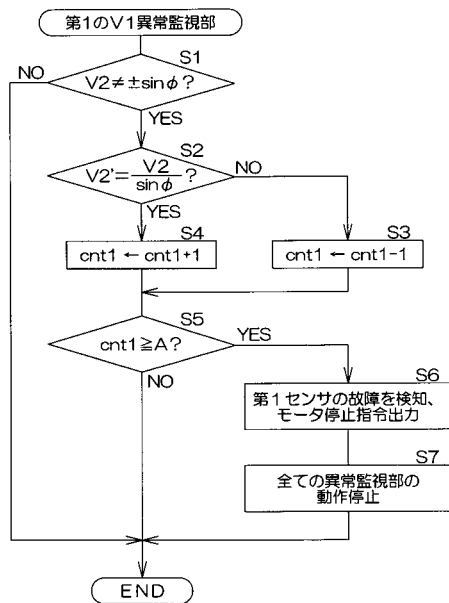 第1のV1異常監視部
S1
NO
V2≠±sinφ?
YES
S2
V2'=V2/sinφ?
NO
YES
S4
cnt1 ← cnt1+1
S3
cnt1 ← cnt1-1
S5
cnt1≧A?
YES
NO
S6
第1センサの故障を検知、
モータ停止指令出力
S7
全ての異常監視部の
動作停止
END